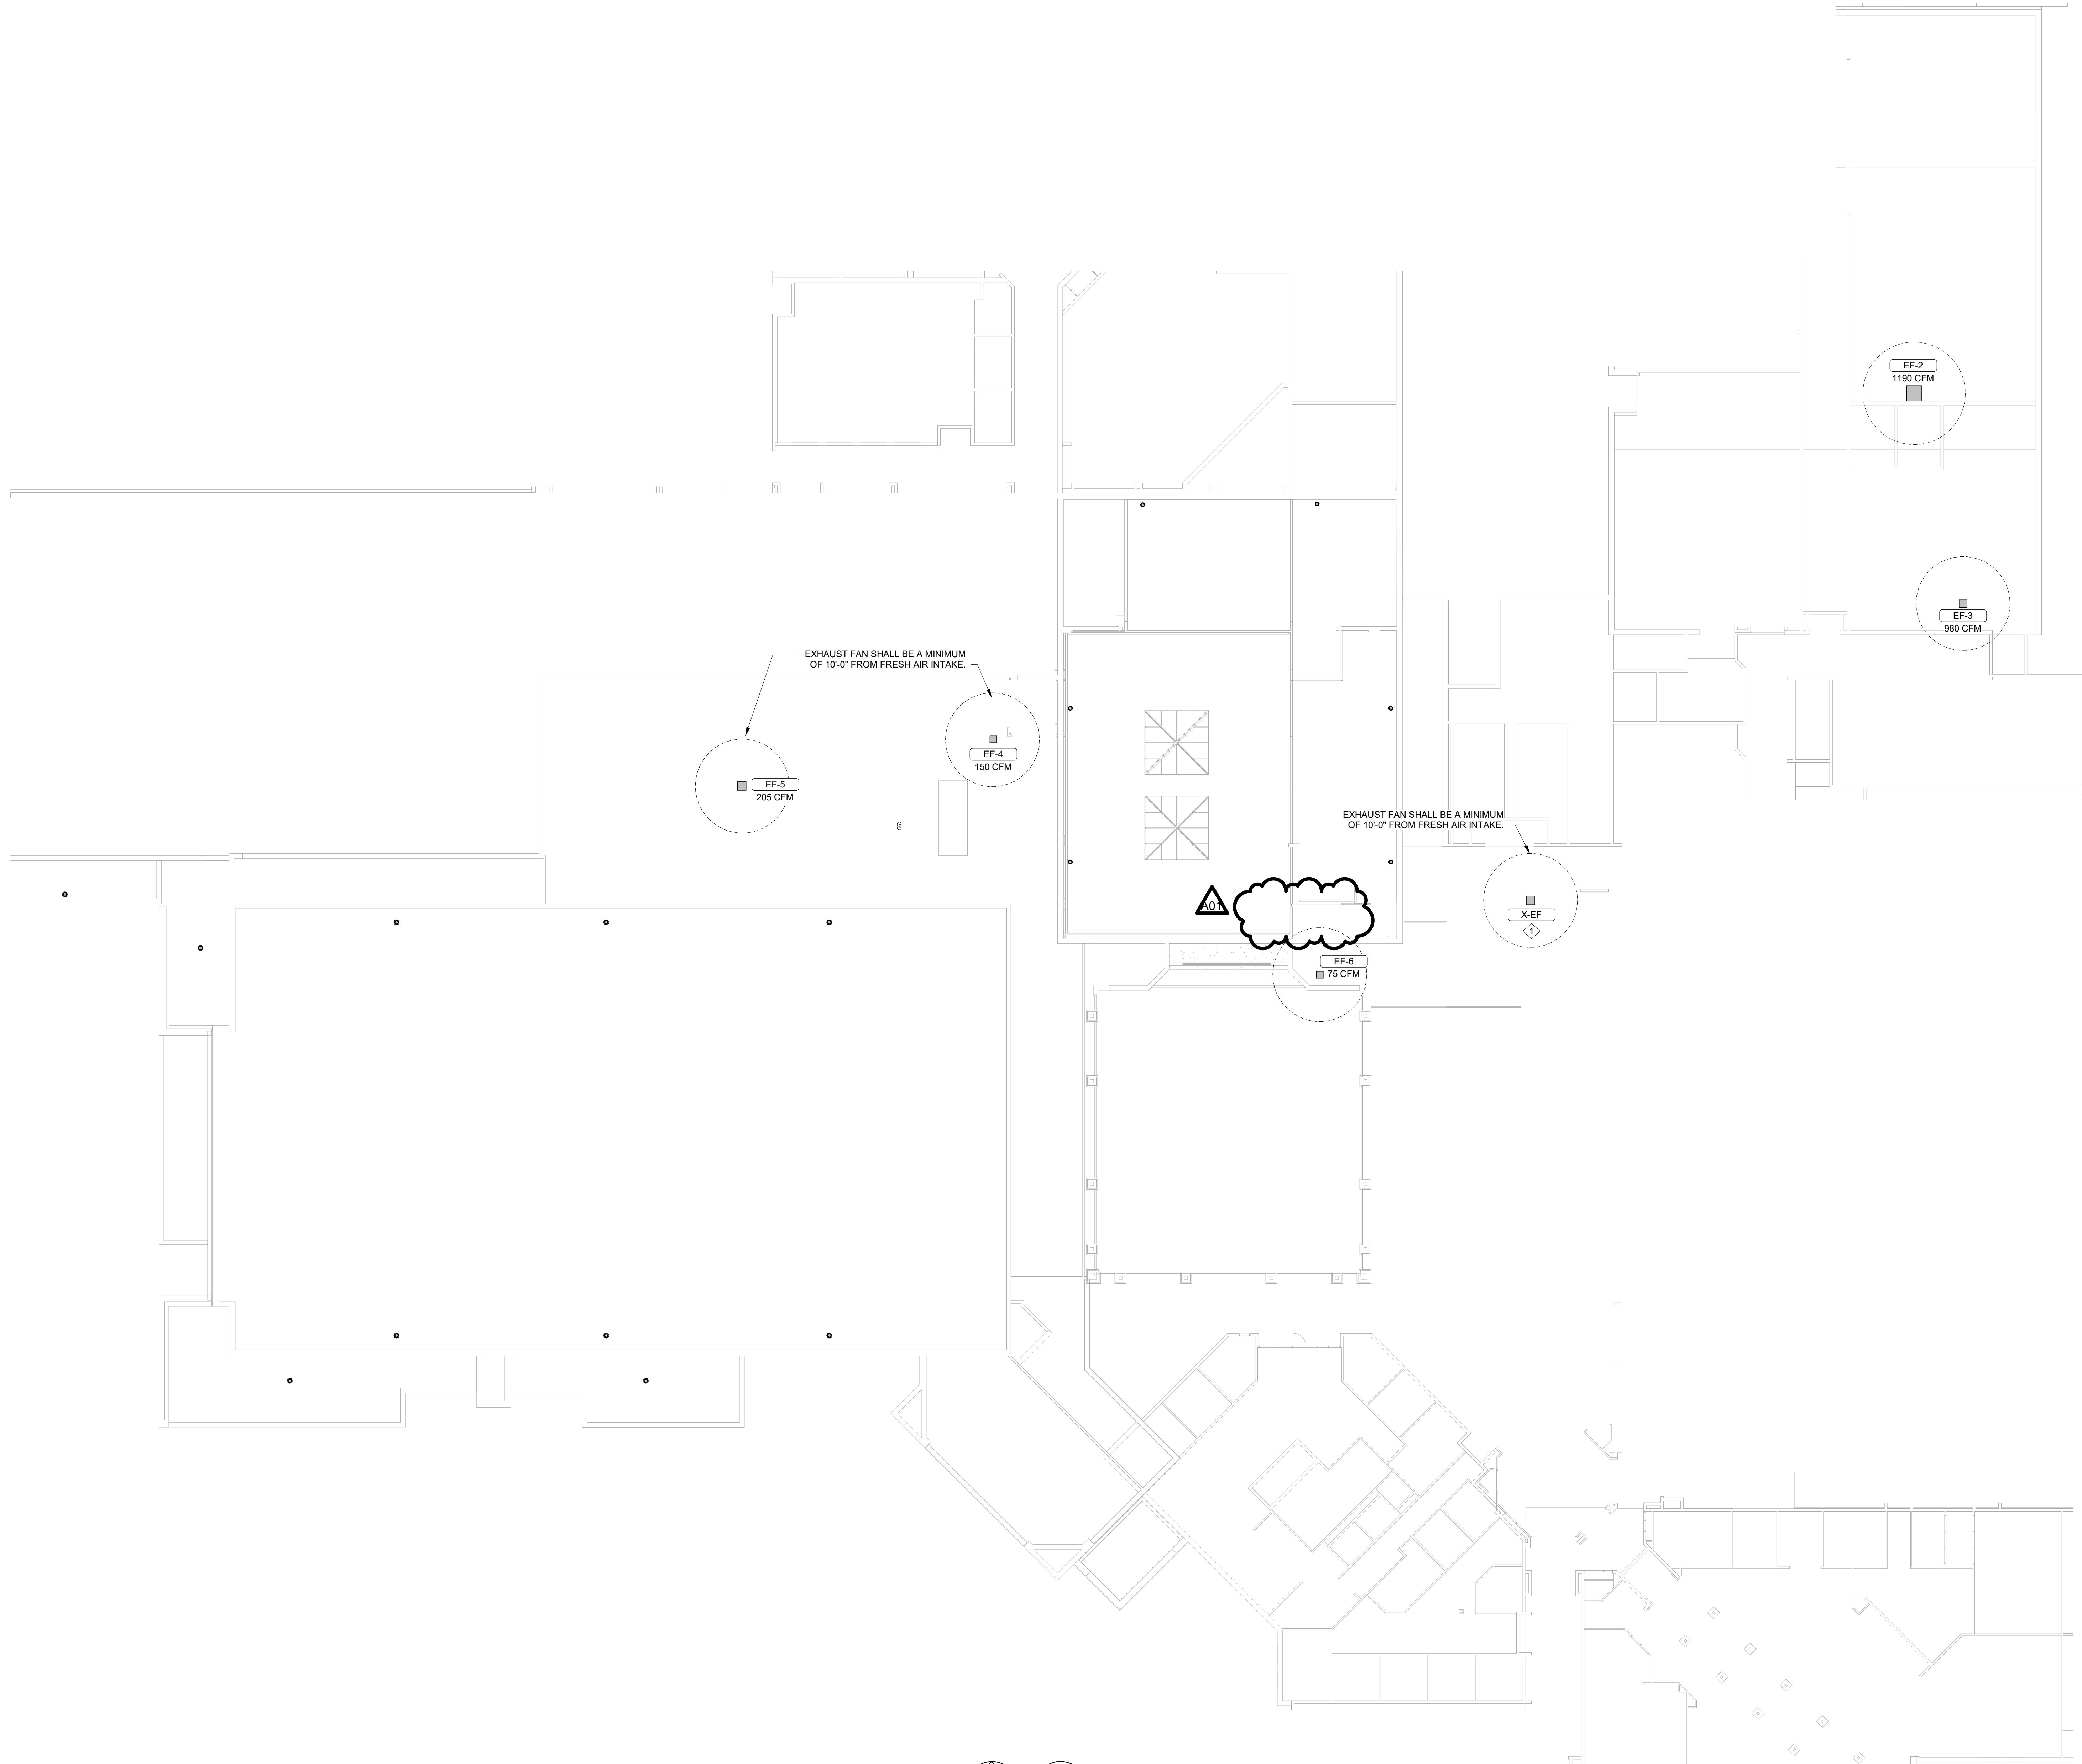 EF-2
1190 CFM
EF-3
980 CFM
EXHAUST FAN SHALL BE A MINIMUM
OF 10'-0" FROM FRESH AIR INTAKE.
EF-4
150 CFM
EF-5
205 CFM
EXHAUST FAN SHALL BE A MINIMUM
OF 10'-0" FROM FRESH AIR INTAKE.
A01
X-EF
1
EF-6
75 CFM